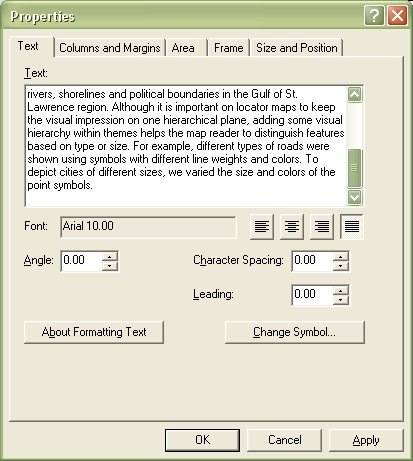 Properties
Text Columns and Margins Area Frame Size and Position
Text:
rivers, shorelines and political boundaries in the Gulf of St.
Lawrence region. Although it is important on locator maps to keep
the visual impression on one hierarchical plane, adding some visual
hierarchy within themes helps the map reader to distinguish features
based on type or size. For example, different types of roads were
shown using symbols with different line weights and colors. To
depict cities of different sizes, we varied the size and colors of the
point symbols.
Font: Arial 10.00
Angle: 0.00 Character Spacing: 0.00
Leading: 0.00
About Formatting Text Change Symbol...
OK Cancel Apply